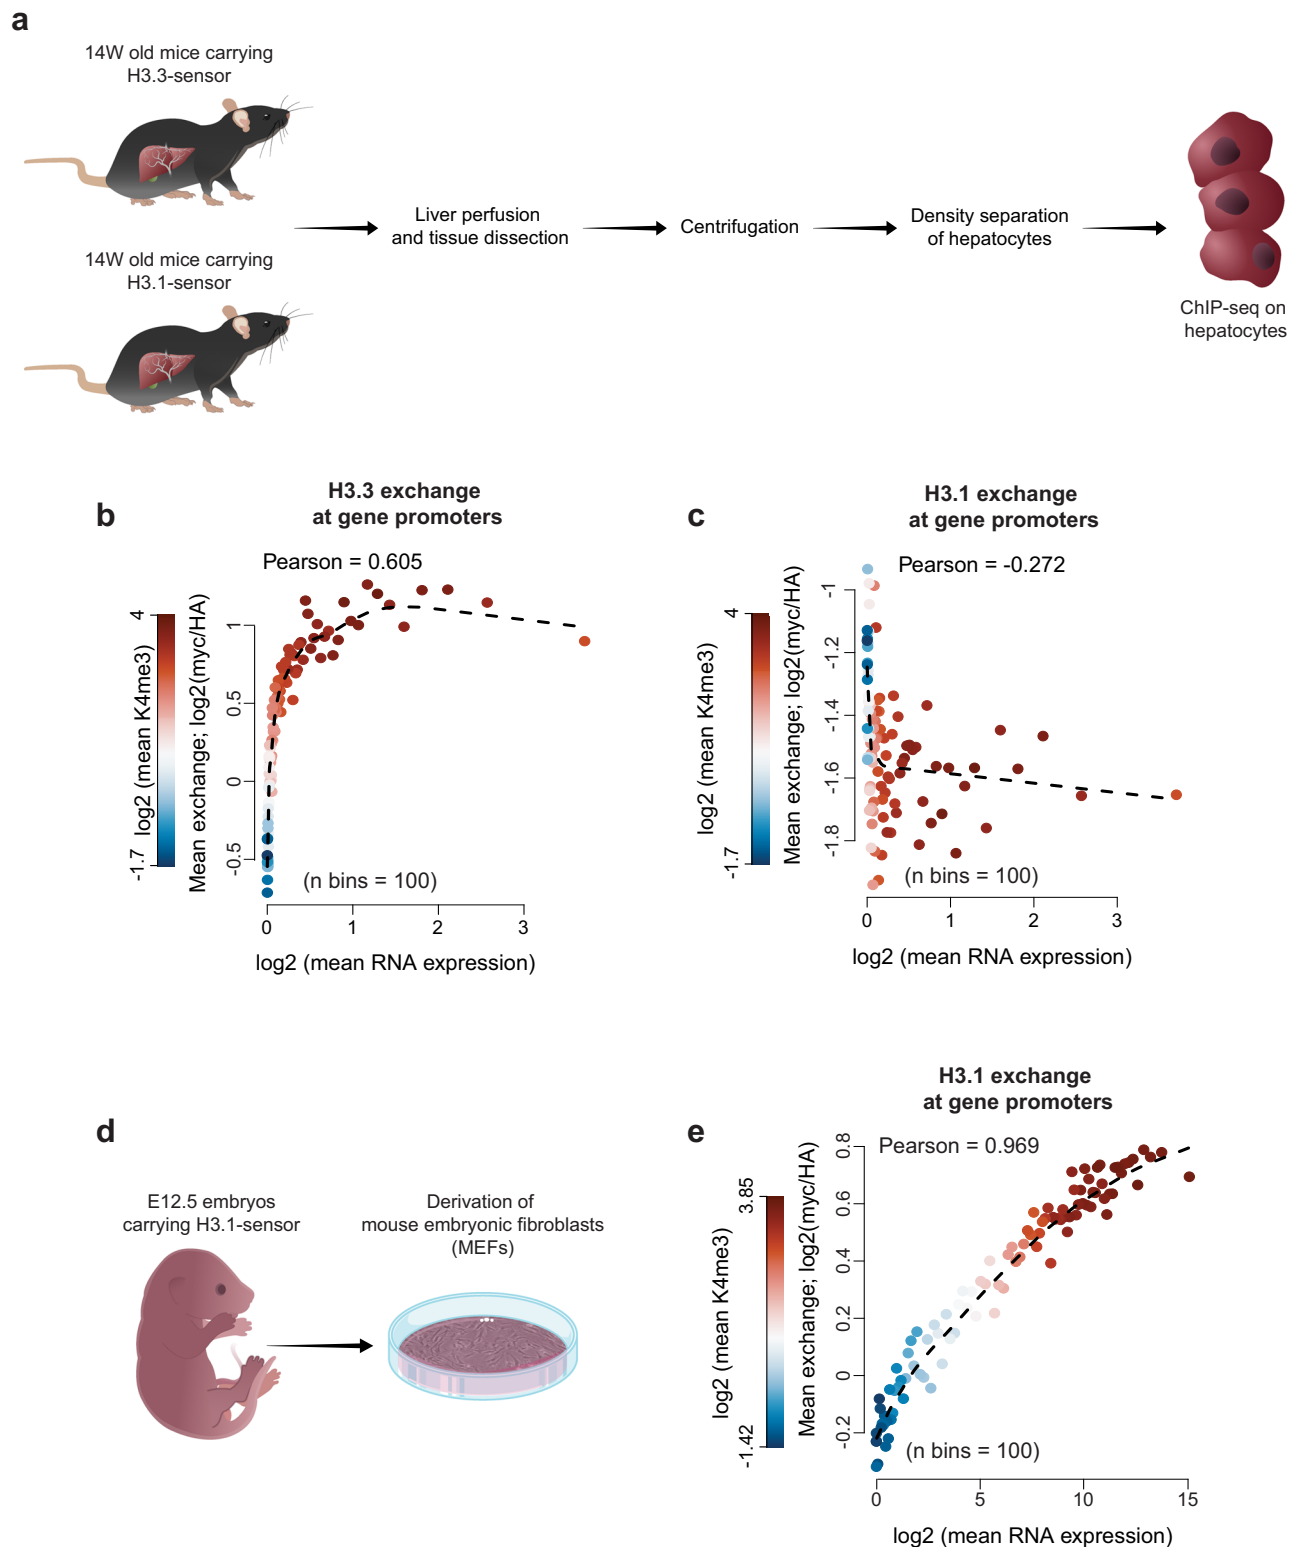 a
14W old mice carrying
H3.3-sensor
14W old mice carrying
H3.1-sensor
Liver perfusion
and tissue dissection
Centrifugation
Density separation
of hepatocytes
ChIP-seq on
hepatocytes
b
H3.3 exchange
at gene promoters
Pearson = 0.605
log2 (mean K4me3)
4
-1.7
Mean exchange; log2(myc/HA)
1
0.5
0
-0.5
(n bins = 100)
0 1 2 3
log2 (mean RNA expression)
c
H3.1 exchange
at gene promoters
Pearson = -0.272
log2 (mean K4me3)
4
-1.7
Mean exchange; log2(myc/HA)
-1
-1.2
-1.4
-1.6
-1.8
(n bins = 100)
0 1 2 3
log2 (mean RNA expression)
d
E12.5 embryos
carrying H3.1-sensor
Derivation of
mouse embryonic fibroblasts
(MEFs)
e
H3.1 exchange
at gene promoters
Pearson = 0.969
log2 (mean K4me3)
3.85
-1.42
Mean exchange; log2(myc/HA)
0.8
0.6
0.4
0.2
0
-0.2
(n bins = 100)
0 5 10 15
log2 (mean RNA expression)